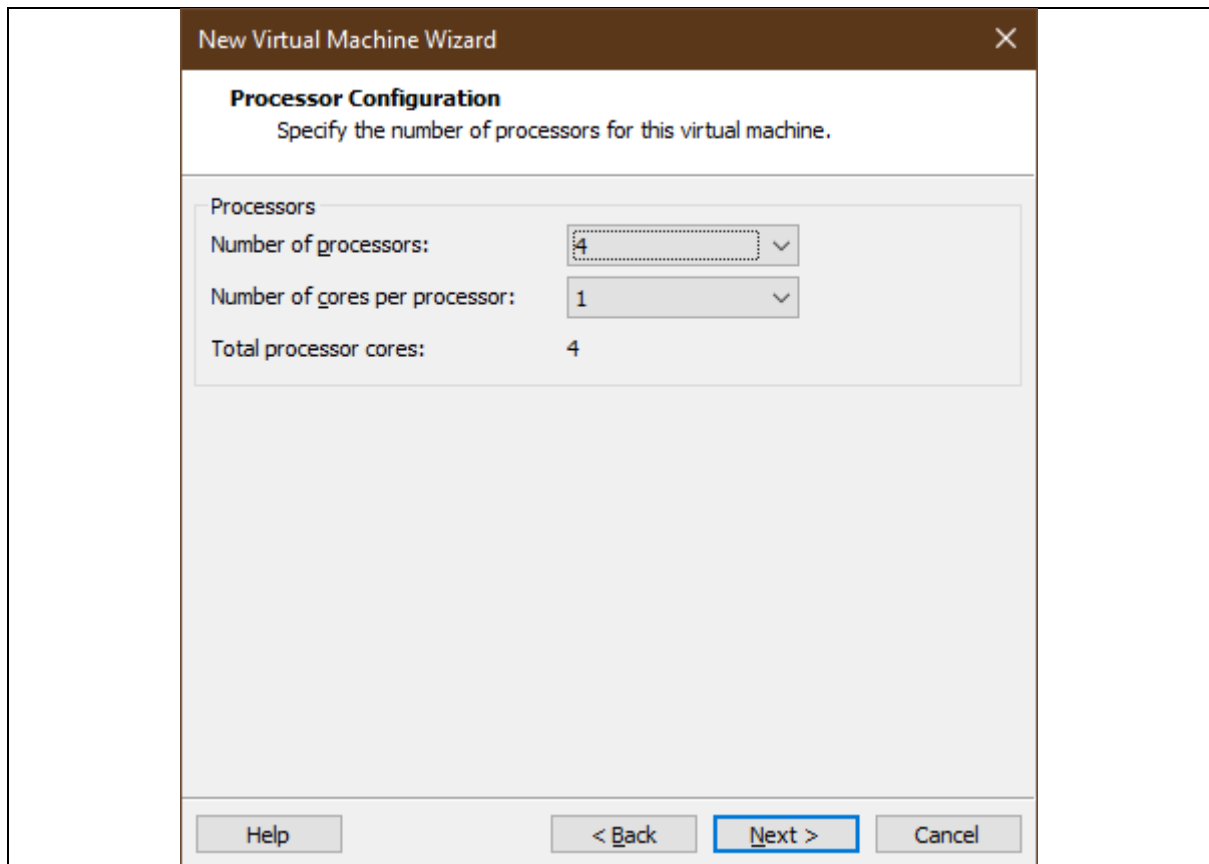 New Virtual Machine Wizard
Processor Configuration
Specify the number of processors for this virtual machine.
Processors
Number of processors: 4
Number of cores per processor: 1
Total processor cores: 4
Help < Back Next > Cancel